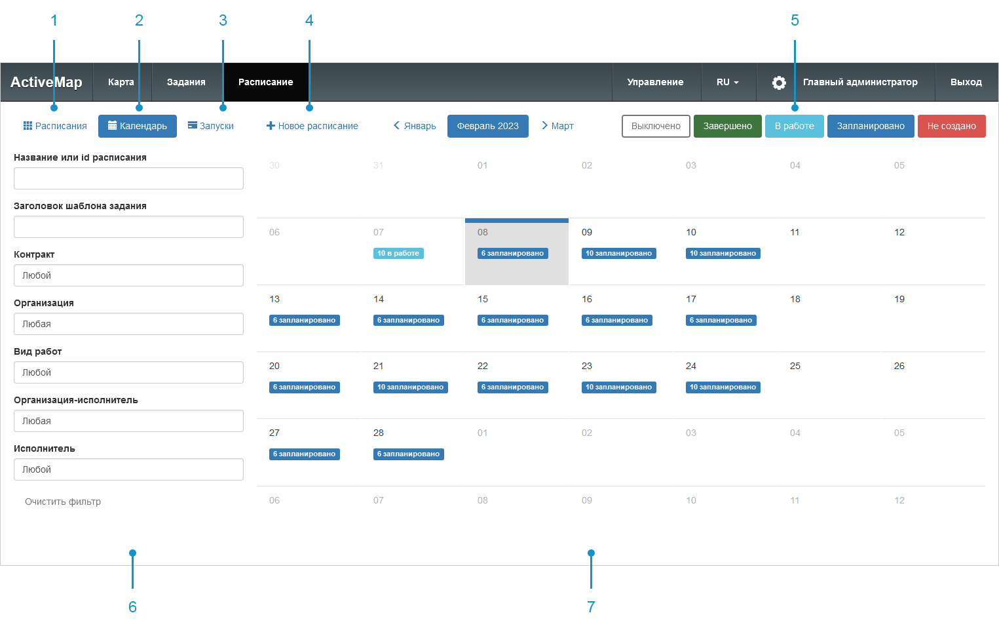 1 2 3 4 5
ActiveMap Карта Задания Расписание Управление RU Главный администратор Выход
Расписания Календарь Запуски Новое расписание Январь Февраль 2023 Март Выключено Завершено В работе Запланировано Не создано
Название или id расписания
Заголовок шаблона задания
Контракт
Любой
Организация
Любая
Вид работ
Любой
Организация-исполнитель
Любая
Исполнитель
Любой
Очистить фильтр
30 31 01 02 03 04 05
06 07 08 09 10 11 12
10 в работе 6 запланировано 10 запланировано 10 запланировано
13 14 15 16 17 18 19
6 запланировано 6 запланировано 6 запланировано 6 запланировано 6 запланировано
20 21 22 23 24 25 26
6 запланировано 10 запланировано 6 запланировано 10 запланировано 10 запланировано
27 28 01 02 03 04 05
6 запланировано 6 запланировано
06 07 08 09 10 11 12
6 7